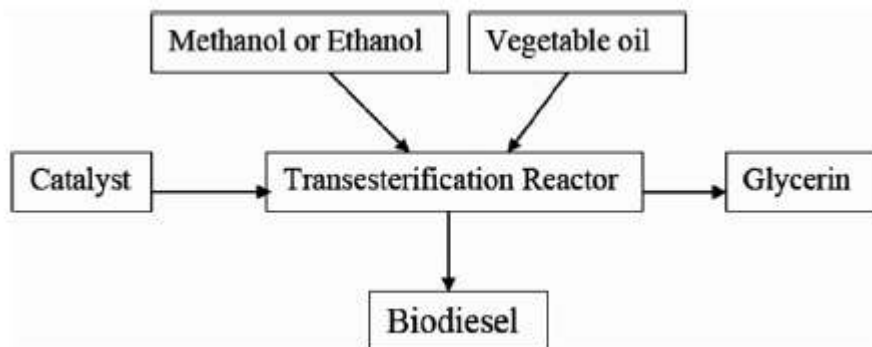 Methanol or Ethanol
Vegetable oil
Catalyst
Transesterification Reactor
Glycerin
Biodiesel